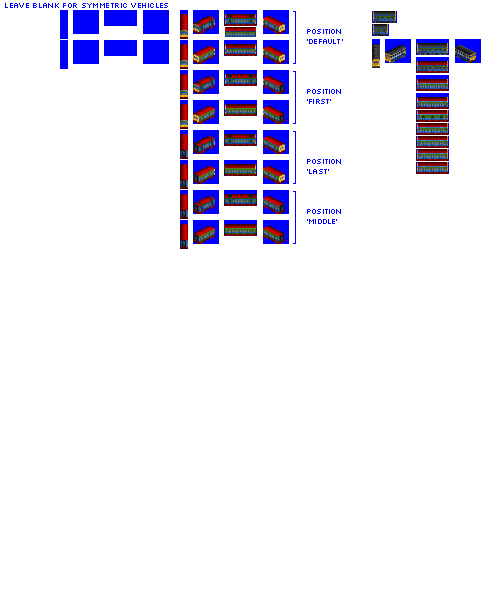 LEAVE BLANK FOR SYMMETRIC VEHICLES
POSITION
'DEFAULT'
POSITION
'FIRST'
POSITION
'LAST'
POSITION
'MIDDLE'